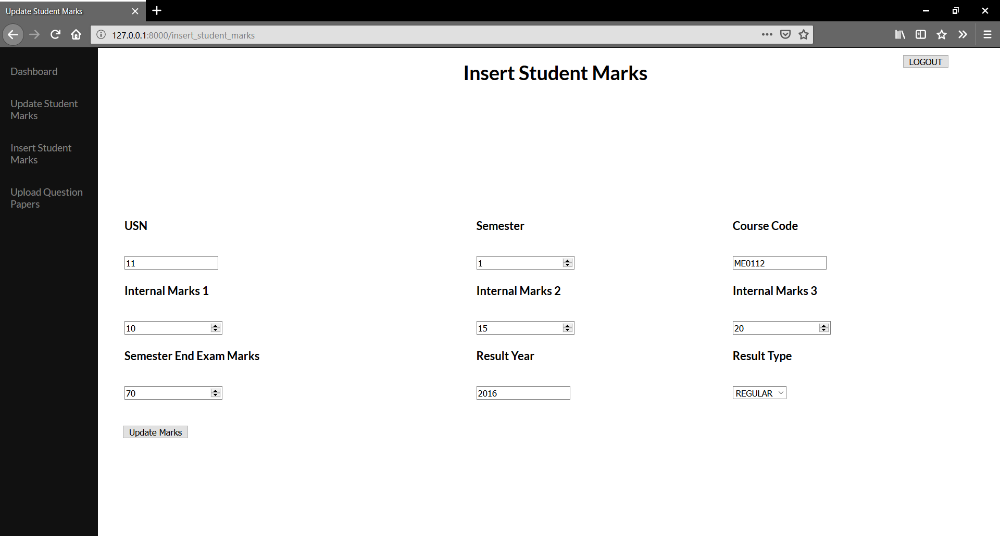 Update Student Marks
127.0.0.1:8000/insert_student_marks
Dashboard
Update Student
Marks
Insert Student
Marks
Upload Question
Papers
LOGOUT
Insert Student Marks
USN
Semester
Course Code
11
1
ME0112
Internal Marks 1
Internal Marks 2
Internal Marks 3
10
15
20
Semester End Exam Marks
Result Year
Result Type
70
2016
REGULAR
Update Marks